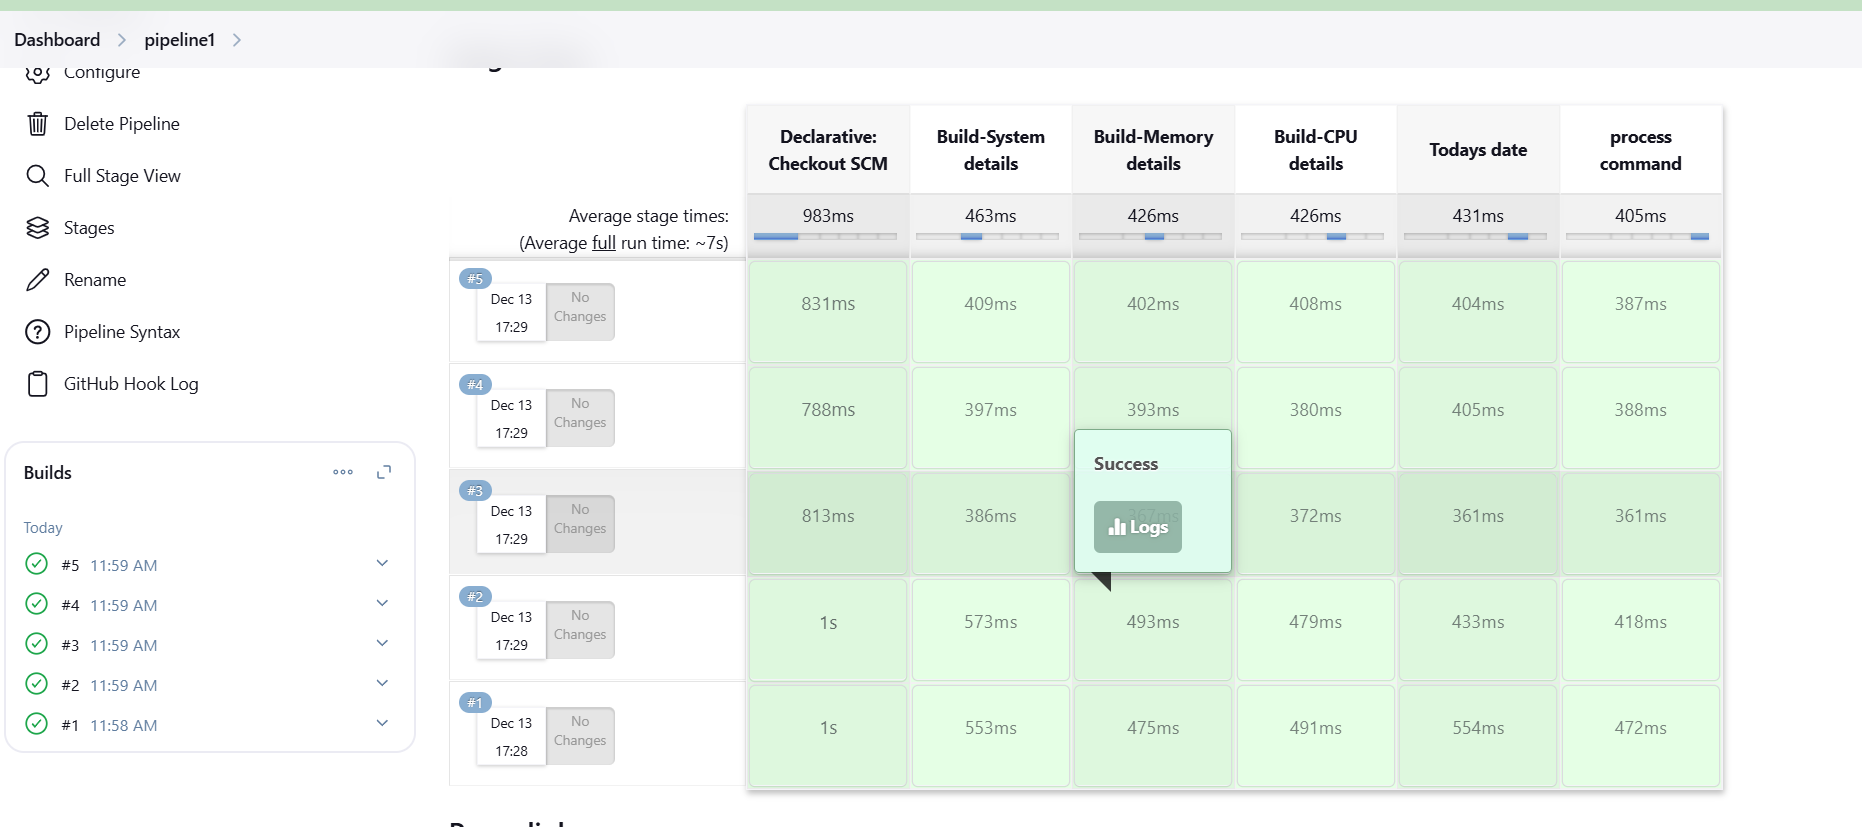 Dashboard
pipeline1
Configure
Delete Pipeline
Full Stage View
Stages
Rename
Pipeline Syntax
GitHub Hook Log
Builds
Today
#5 11:59 AM
#4 11:59 AM
#3 11:59 AM
#2 11:59 AM
#1 11:58 AM
Declarative:
Checkout SCM
Build-System
details
Build-Memory
details
Build-CPU
details
Todays date
process
command
Average stage times:
(Average full run time: ~7s)
983ms 463ms 426ms 426ms 431ms 405ms
#5
Dec 13
17:29
No
Changes
831ms 409ms 402ms 408ms 404ms 387ms
#4
Dec 13
17:29
No
Changes
788ms 397ms 393ms 380ms 405ms 388ms
#3
Dec 13
17:29
No
Changes
813ms 386ms 367ms 372ms 361ms 361ms
Success
Logs
#2
Dec 13
17:29
No
Changes
1s 573ms 493ms 479ms 433ms 418ms
#1
Dec 13
17:28
No
Changes
1s 553ms 475ms 491ms 554ms 472ms